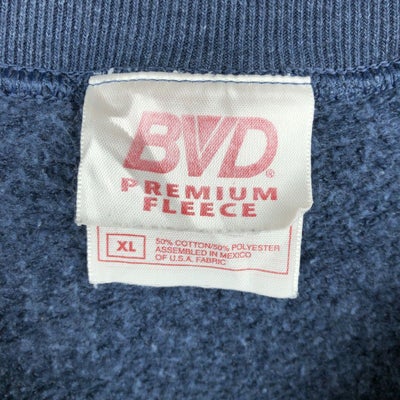 BVD®
PREMIUM
FLEECE
XL
50% COTTON/50% POLYESTER
ASSEMBLED IN MEXICO
OF U.S.A. FABRIC